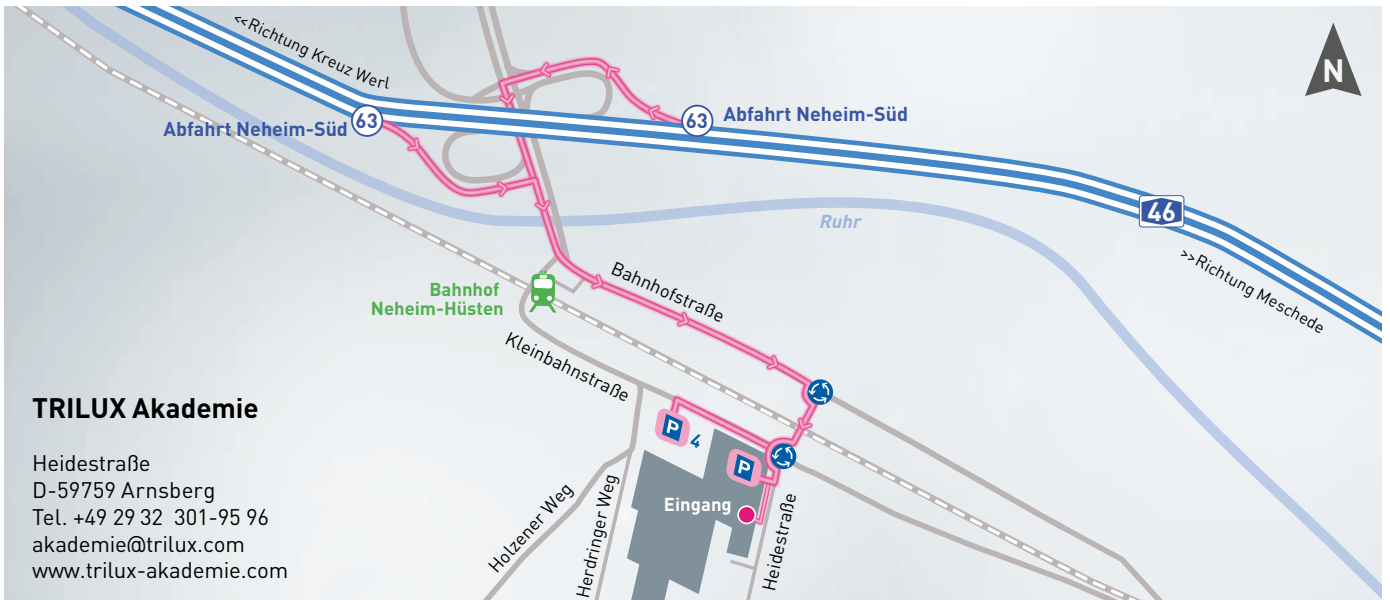 <<Richtung Kreuz Werl
N
Abfahrt Neheim-Süd
63
63
Abfahrt Neheim-Süd
46
Ruhr
>>Richtung Meschede
Bahnhof
Neheim-Hüsten
Bahnhofstraße
Kleinbahnstraße
P
4
P
Eingang
Holzener Weg
Herdringer Weg
Heidestraße
TRILUX Akademie
Heidestraße
D-59759 Arnsberg
Tel. +49 29 32 301-95 96
akademie@trilux.com
www.trilux-akademie.com